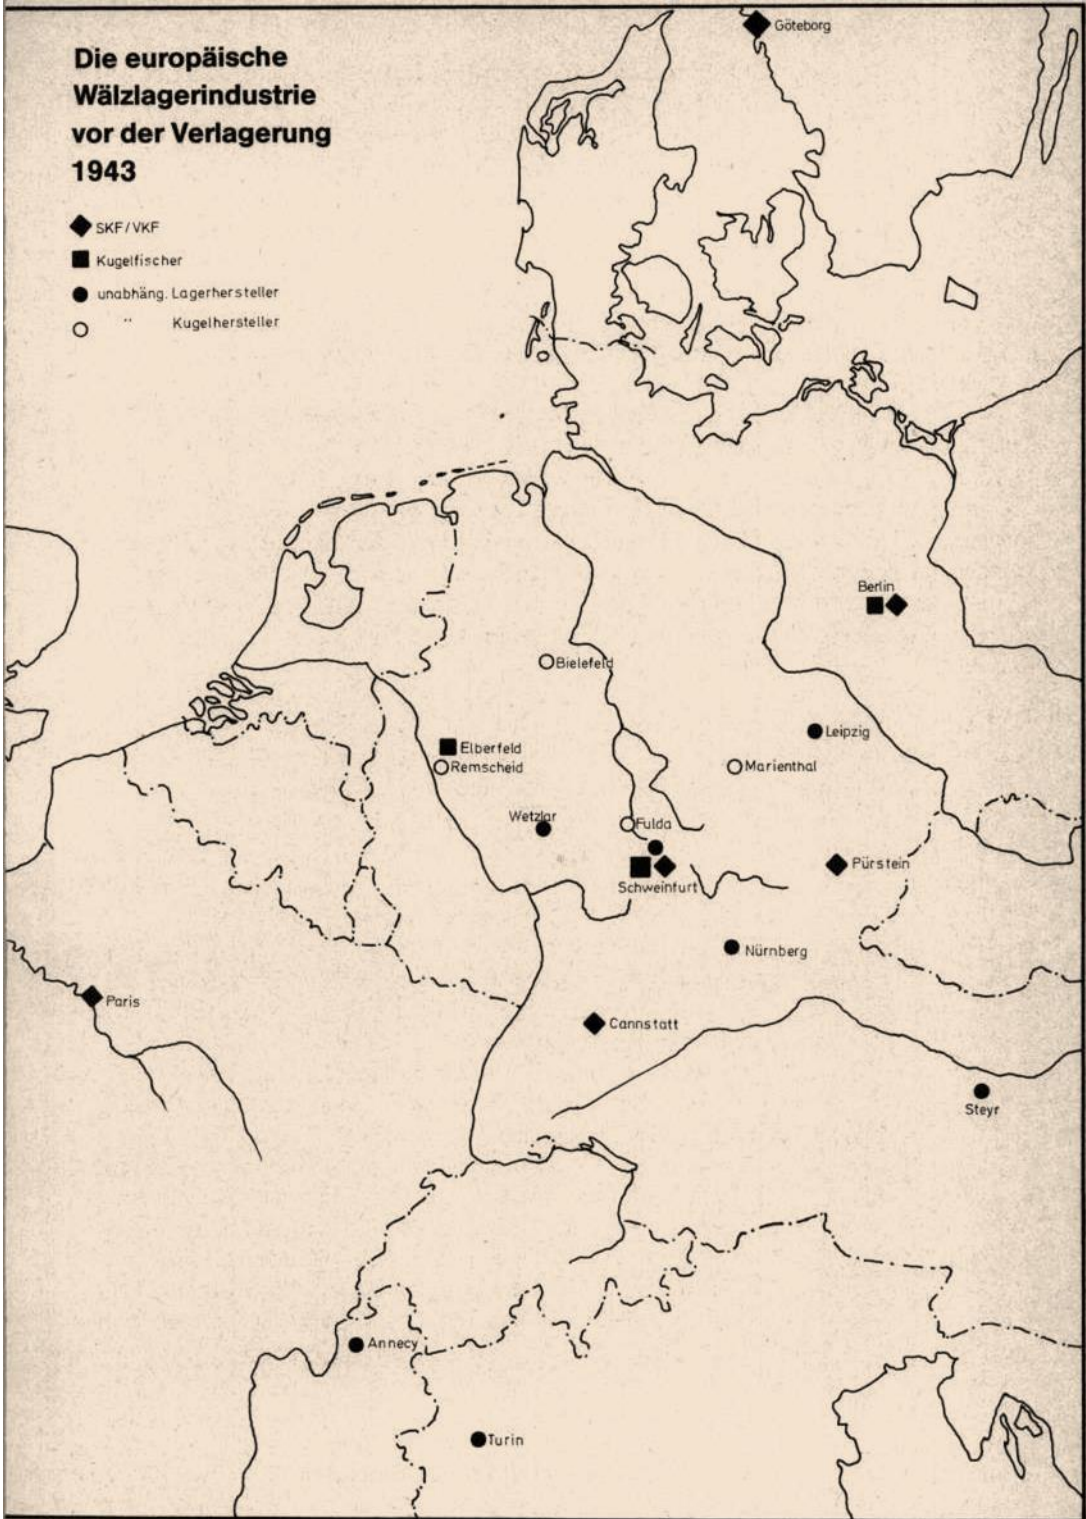 Die europäische
Wälzlagerindustrie
vor der Verlagerung
1943
SKF/VKF
Kugelfischer
unabhäng. Lagerhersteller
" Kugelhersteller
Göteborg
Berlin
Bielefeld
Leipzig
Elberfeld
Remscheid
Marienthal
Wetzlar
Fulda
Schweinfurt
Pürstein
Nürnberg
Paris
Cannstatt
Steyr
Annecy
Turin